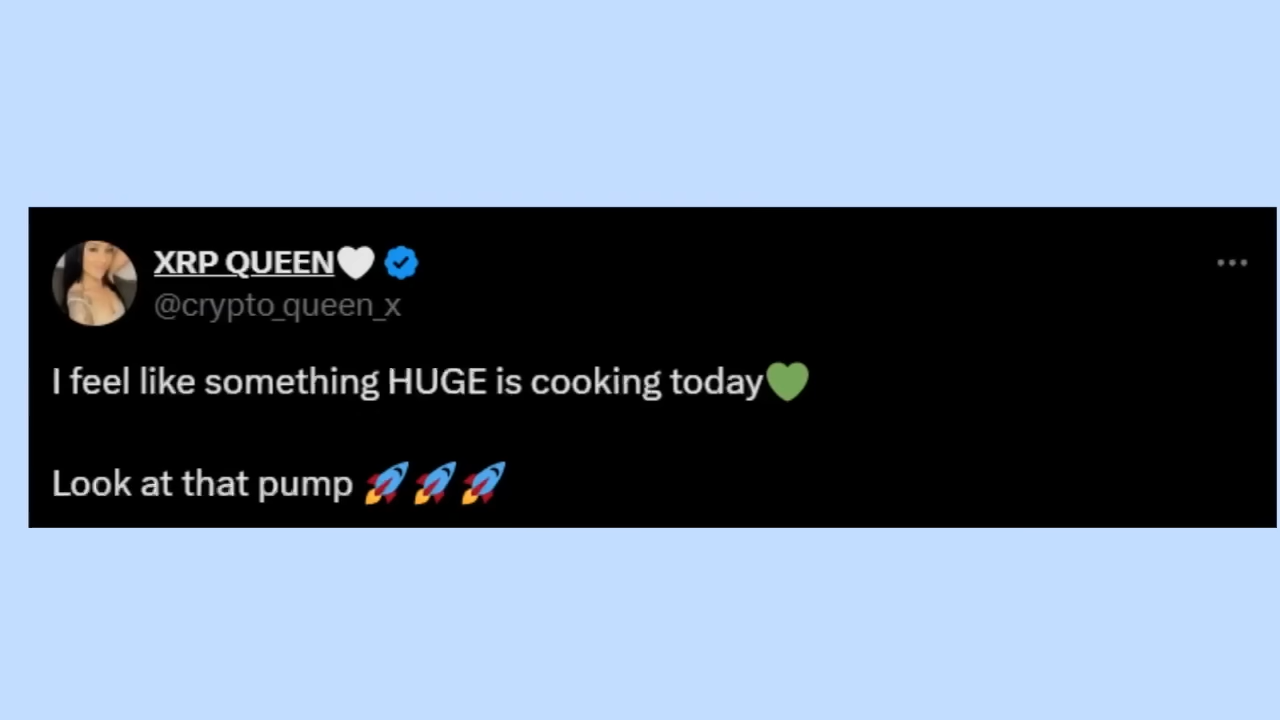 XRP QUEEN🤍
@crypto_queen_x
I feel like something HUGE is cooking today💚
Look at that pump 🚀🚀🚀